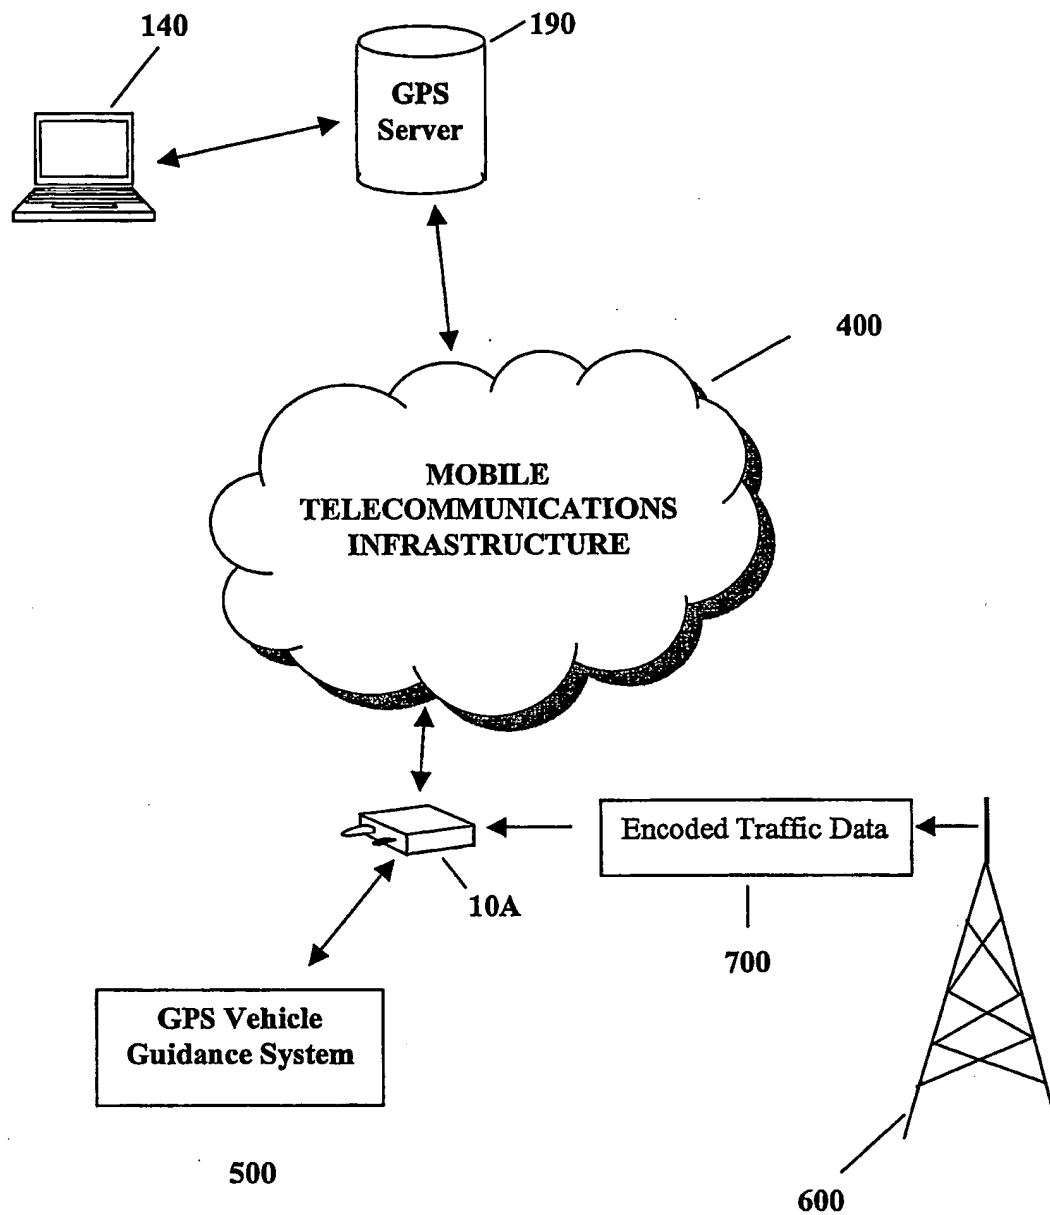 140
190
GPS
Server
400
MOBILE
TELECOMMUNICATIONS
INFRASTRUCTURE
Encoded Traffic Data
10A
700
GPS Vehicle
Guidance System
500
600